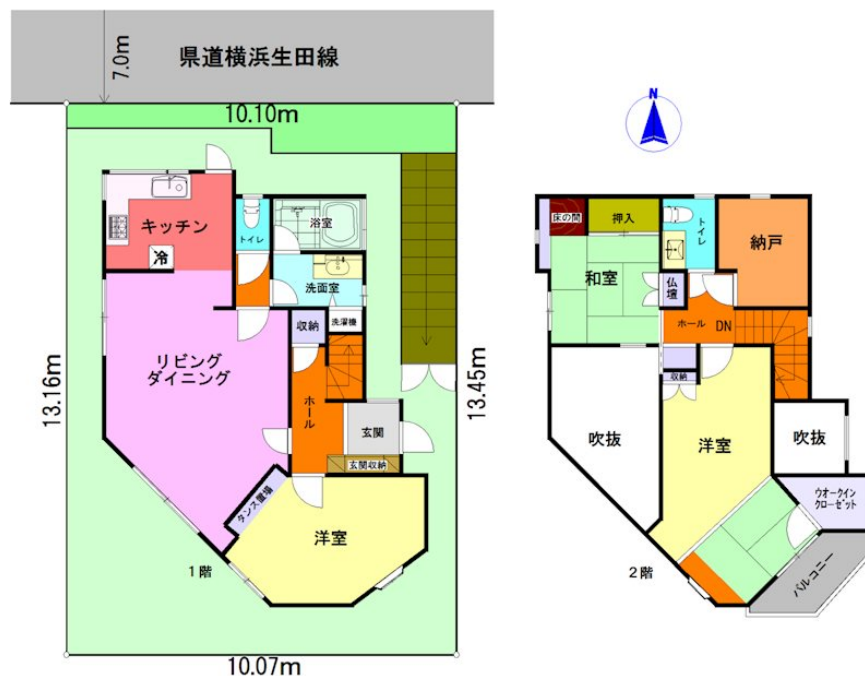 県道横浜生田線
7.0m
10.10m
N
キッチン
冷
トイレ
浴室
洗面室
洗濯機
収納
リビング
ダイニング
ホール
玄関
玄関収納
タンス置場
洋室
1階
13.16m
13.45m
10.07m
床の間
押入
トイレ
納戸
和室
仏壇
ホール
DN
収納
吹抜
洋室
吹抜
ウオークイン
クローゼット
バルコニー
2階